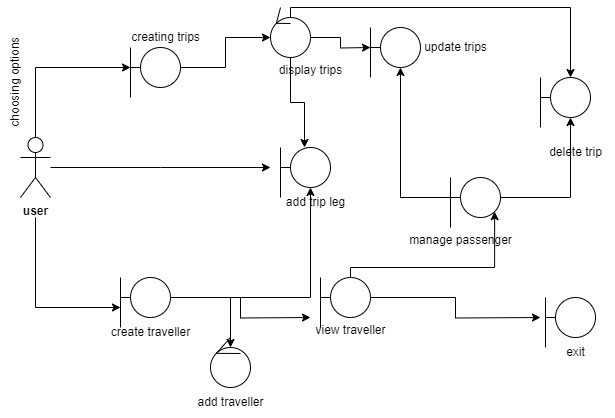 choosing options
creating trips
display trips
update trips
delete trip
add trip leg
user
manage passenger
create traveller
view traveller
exit
add traveller